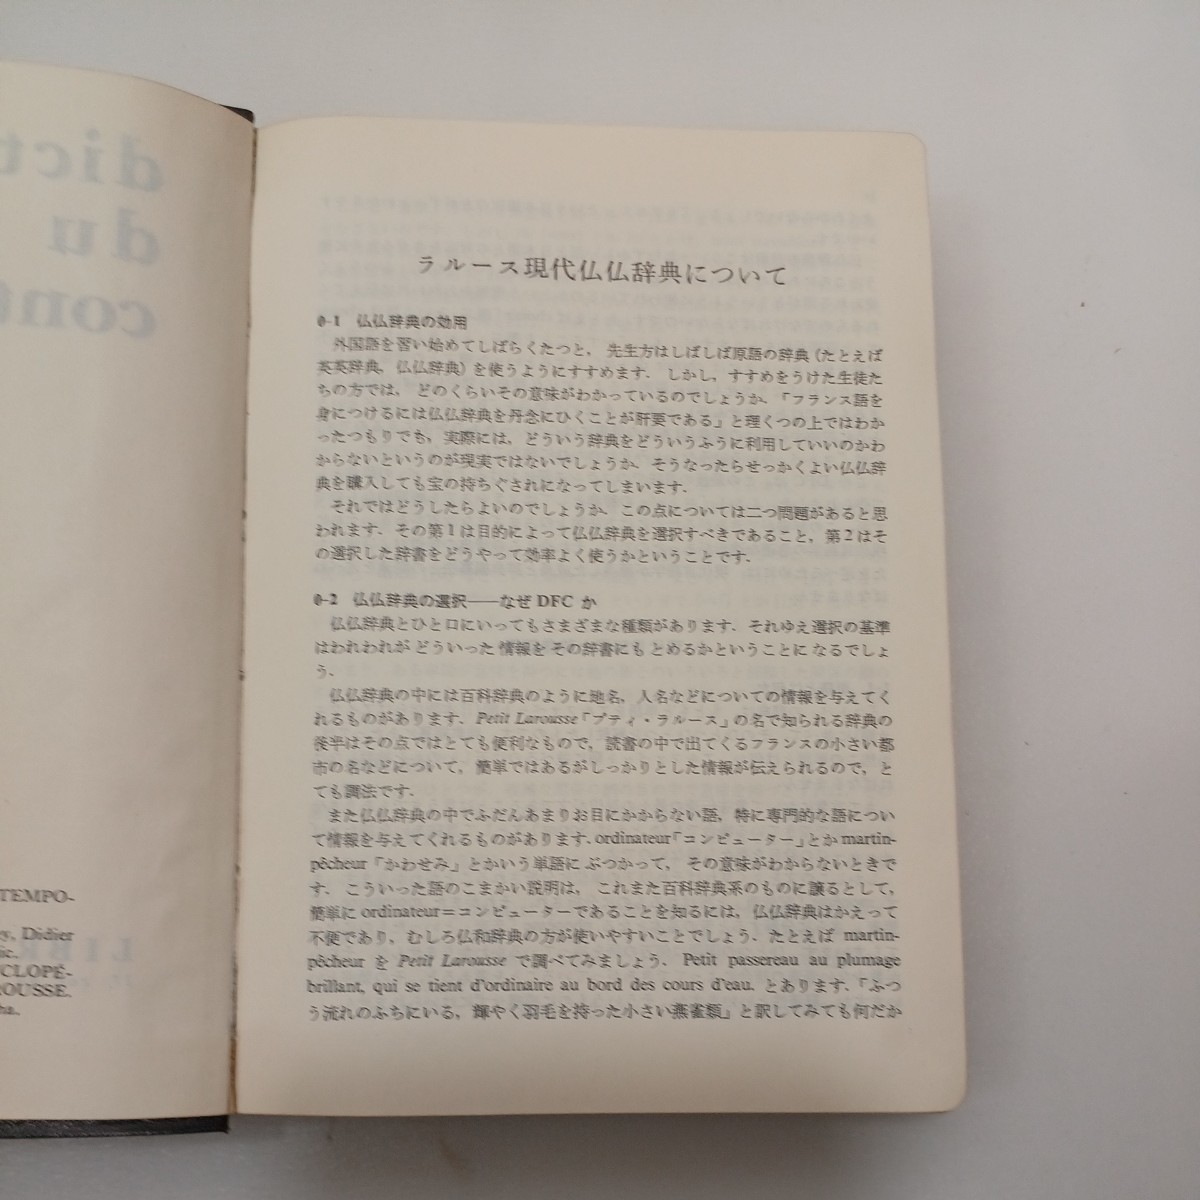 TEMPO-
y, Didier
ic.
CLOPÉ-
ROUSSE.
ha.
ラルース現代仏仏辞典について
0-1 仏仏辞典の効用
外国語を習い始めてしばらくたつと，先生方はしばしば原語の辞典（たとえば
英英辞典，仏仏辞典）を使うようにすすめます．しかし，すすめをうけた生徒た
ちの方では，どのくらいその意味がわかっているのでしょうか．「フランス語を
身につけるには仏仏辞典を丹念にひくことが肝要である」と理くつの上ではわか
ったつもりでも，実際には，どういう辞典をどういうふうに利用していいのかわ
からないというのが現実ではないでしょうか．そうなったらせっかくよい仏仏辞
典を購入しても宝の持ちぐされになってしまいます．
それではどうしたらよいのでしょうか．この点については二つ問題があると思
われます．その第1は目的によって仏仏辞典を選択すべきであること，第2はそ
の選択した辞書をどうやって効率よく使うかということです．
0-2 仏仏辞典の選択——なぜ DFC か
仏仏辞典とひと口にいってもさまざまな種類があります．それゆえ選択の基準
はわれわれがどういった情報をその辞書にもとめるかということになるでしょ
う．
仏仏辞典の中には百科辞典のように地名，人名などについての情報を与えてく
れるものがあります．Petit Larousse「プティ・ラルース」の名で知られる辞典の
後半はその点ではとても便利なもので，読書の中で出てくるフランスの小さい都
市の名などについて，簡単ではあるがしっかりとした情報が伝えられるので，と
ても調法です．
また仏仏辞典の中でふだんあまりお目にかからない語，特に専門的な語につい
て情報を与えてくれるものがあります．ordinateur「コンピューター」とか martin-
pêcheur「かわせみ」とかいう単語にぶつかって，その意味がわからないときで
す．こういった語のこまかい説明は，これまた百科辞典系のものに譲るとして，
簡単に ordinateur＝コンピューターであることを知るには，仏仏辞典はかえって
不便であり，むしろ仏和辞典の方が使いやすいことでしょう．たとえば martin-
pêcheur を Petit Larousse で調べてみましょう．Petit passereau au plumage
brillant, qui se tient d'ordinaire au bord des cours d'eau. とあります．「ふつ
う流れのふちにいる，輝やく羽毛を持った小さい燕雀類」と訳してみても何だか